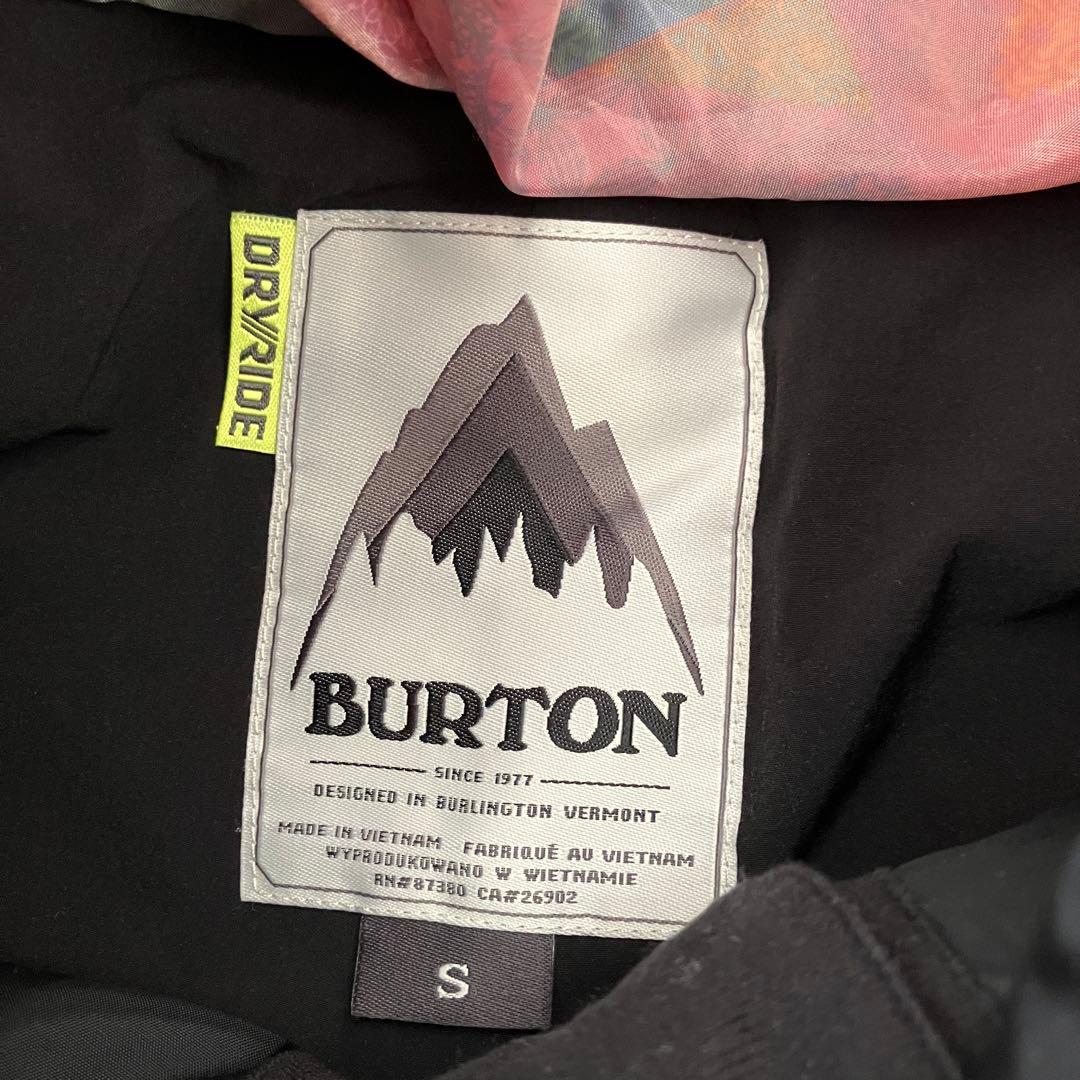 DRY//RIDE
BURTON
SINCE 1977
DESIGNED IN BURLINGTON VERMONT
MADE IN VIETNAM FABRIQUÉ AU VIETNAM
WYPRODUKOWANO W WIETNAMIE
RN#87380 CA#26902
S